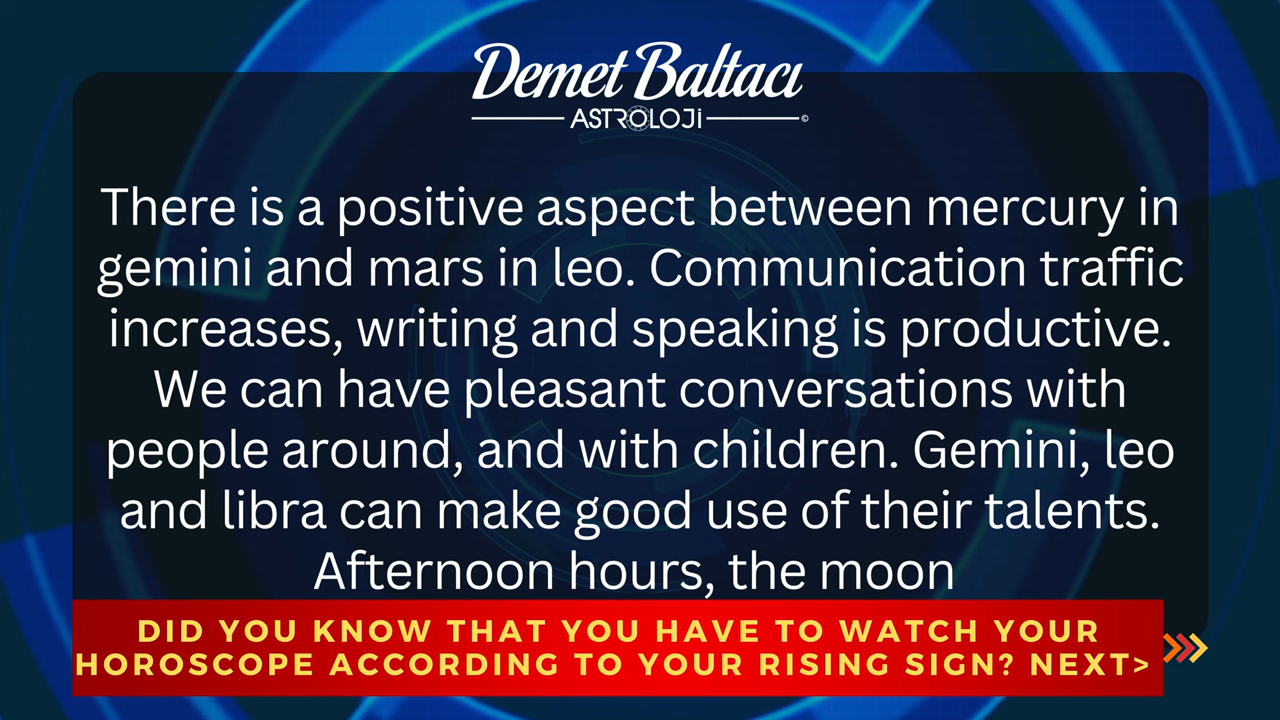 Demet Baltacı
ASTROLOJİ
©
There is a positive aspect between mercury in
gemini and mars in leo. Communication traffic
increases, writing and speaking is productive.
We can have pleasant conversations with
people around, and with children. Gemini, leo
and libra can make good use of their talents.
Afternoon hours, the moon
DID YOU KNOW THAT YOU HAVE TO WATCH YOUR
HOROSCOPE ACCORDING TO YOUR RISING SIGN? NEXT>